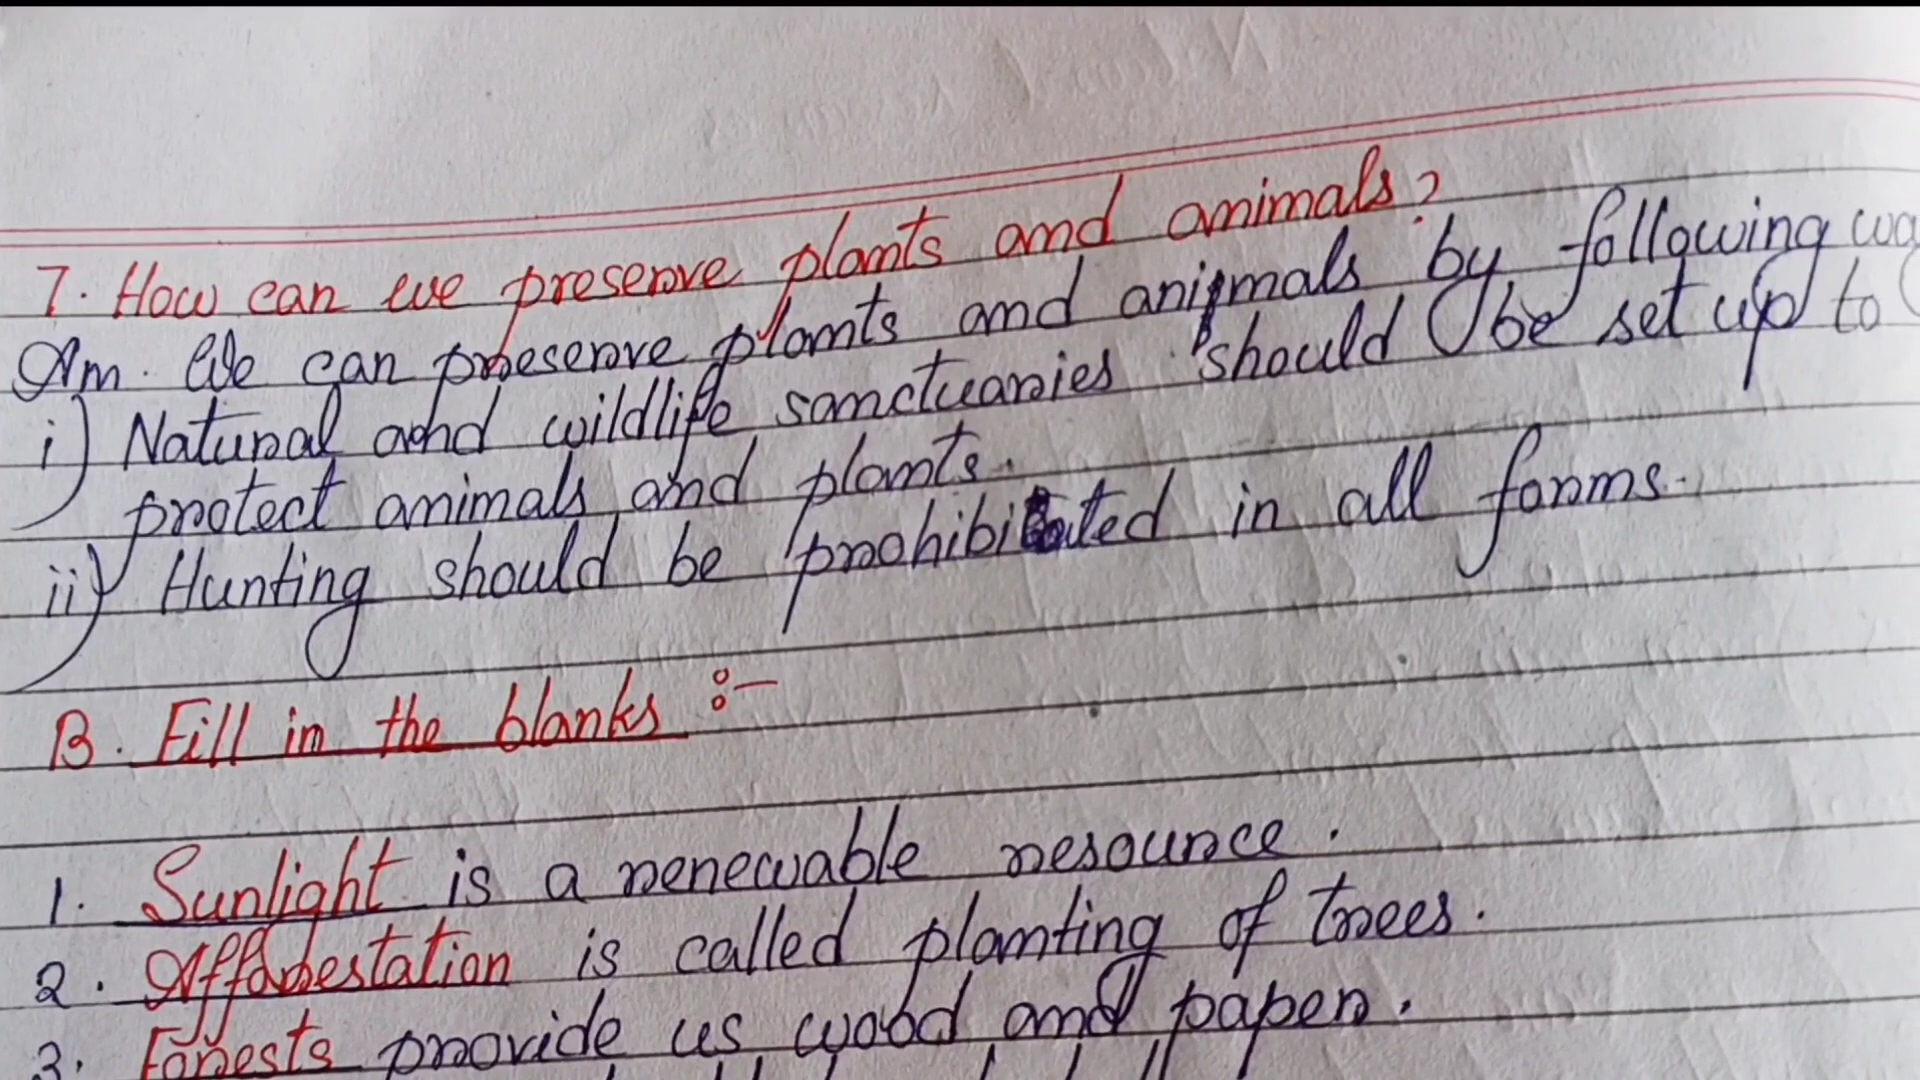 7. How can we preserve plants and animals?
Ans. We can preserve plants and animals by following
i) Natural and wildlife sanctuaries should be set up to
protect animals and plants.
ii) Hunting should be prohibited in all forms.
B. Fill in the blanks :-
1. Sunlight is a renewable resource.
2. Afforestation is called planting of trees.
3. Forests provide us wood and paper.